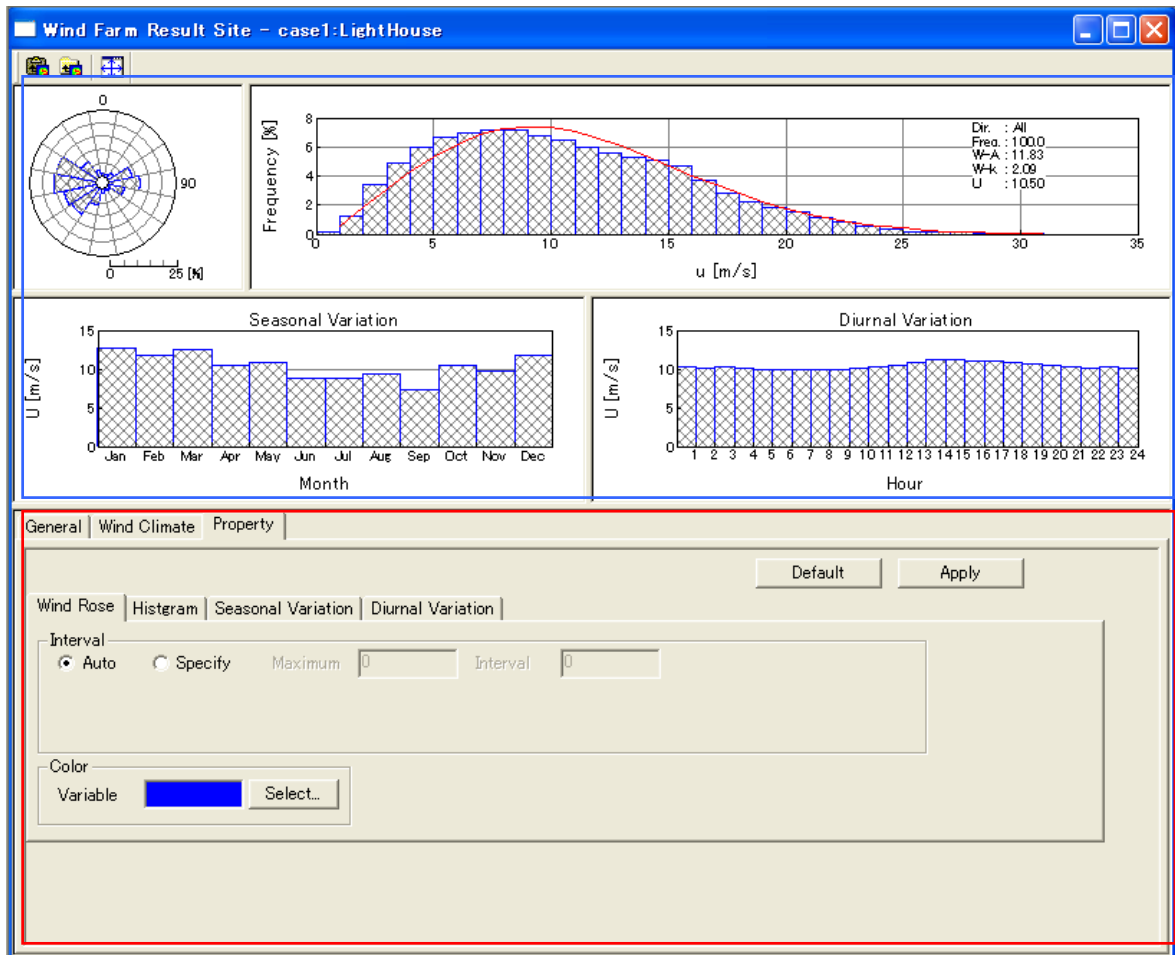 Wind Farm Result Site - case1:LightHouse
0
90
0 25 [%]
Frequency [%]
8
6
4
2
0
0 5 10 15 20 25 30 35
u [m/s]
Dir. : All
Freq. : 100.0
W-A : 11.83
W-k : 2.09
U : 10.50
Seasonal Variation
U [m/s]
15
10
5
0
Jan Feb Mar Apr May Jun Jul Aug Sep Oct Nov Dec
Month
Diurnal Variation
U [m/s]
15
10
5
0
1 2 3 4 5 6 7 8 9 10 11 12 13 14 15 16 17 18 19 20 21 22 23 24
Hour
General Wind Climate Property
Default Apply
Wind Rose Histgram Seasonal Variation Diurnal Variation
Interval
Auto Specify Maximum 0 Interval 0
Color
Variable Select...